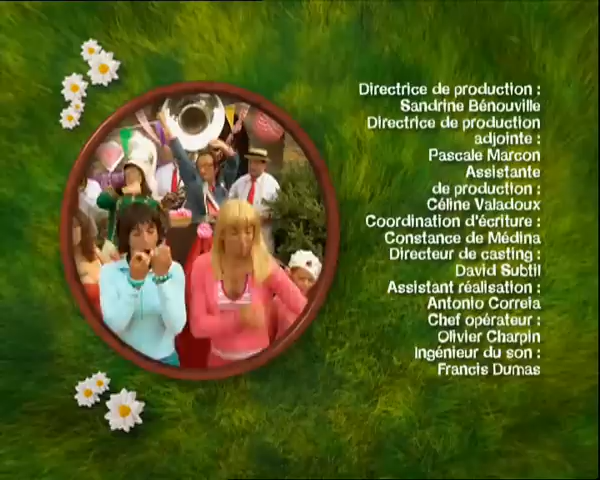 Directrice de production :
Sandrine Bénouville
Directrice de production
adjointe :
Pascale Marcon
Assistante
de production :
Céline Valadoux
Coordination d'écriture :
Constance de Médina
Directeur de casting :
David Subtil
Assistant réalisation :
Antonio Correia
Chef opérateur :
Olivier Charpin
Ingénieur du son :
Francis Dumas